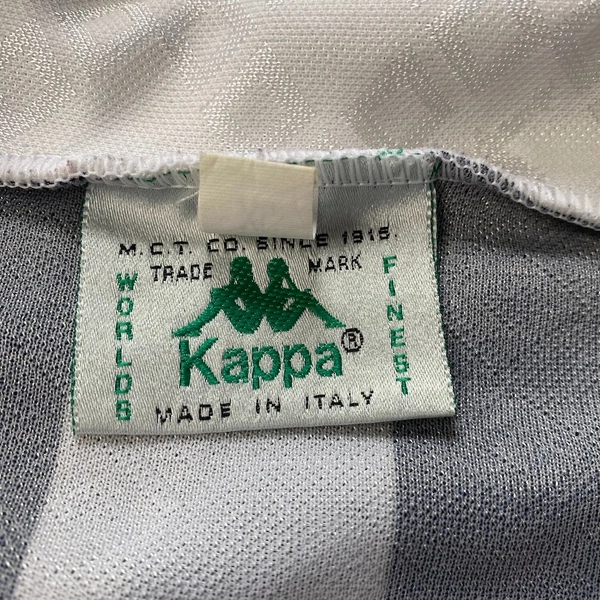 M.C.T. CO. SINCE 1916.
TRADE MARK
WORLDS
FINEST
Kappa®
MADE IN ITALY